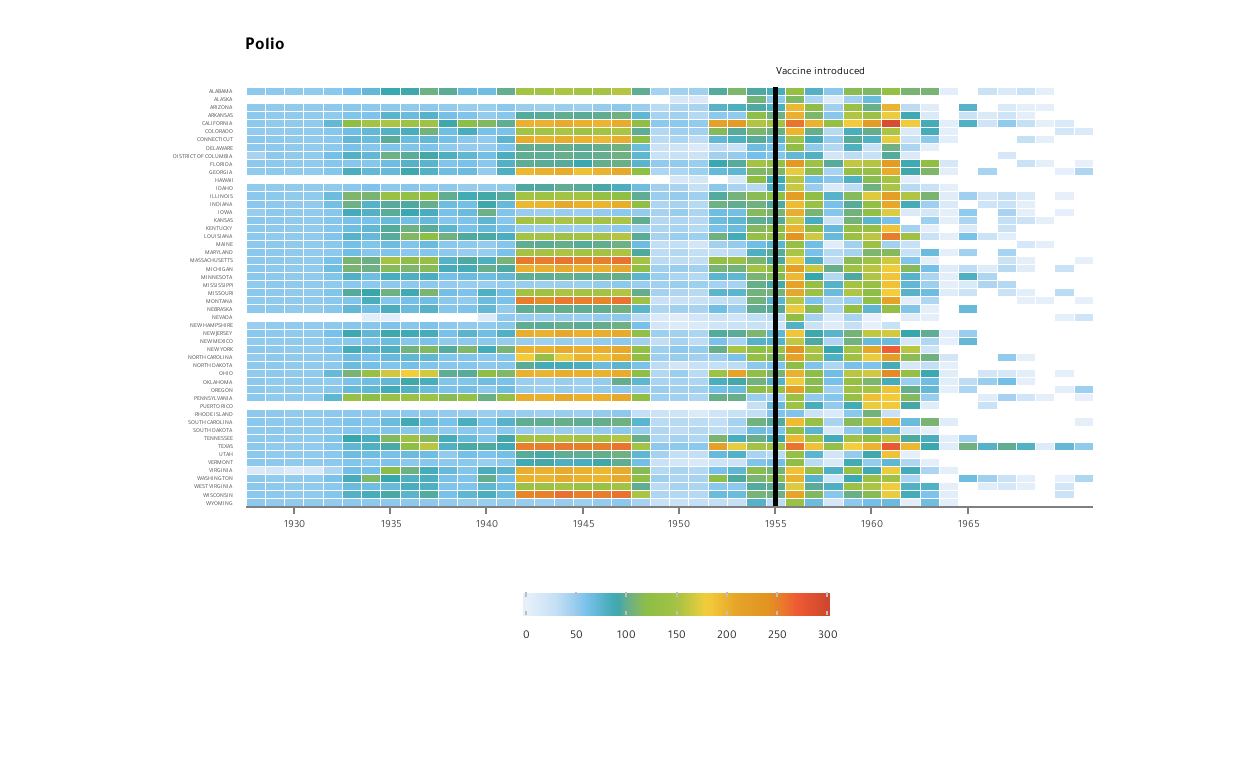 Polio
Vaccine introduced
ALABAMA
ALASKA
ARIZONA
ARKANSAS
CALIFORNIA
COLORADO
CONNECTICUT
DELAWARE
DISTRICT OF COLUMBIA
FLORIDA
GEORGIA
HAWAII
IDAHO
ILLINOIS
INDIANA
IOWA
KANSAS
KENTUCKY
LOUISIANA
MAINE
MARYLAND
MASSACHUSETTS
MICHIGAN
MINNESOTA
MISSISSIPPI
MISSOURI
MONTANA
NEBRASKA
NEVADA
NEW HAMPSHIRE
NEW JERSEY
NEW MEXICO
NEW YORK
NORTH CAROLINA
NORTH DAKOTA
OHIO
OKLAHOMA
OREGON
PENNSYLVANIA
PUERTO RICO
RHODE ISLAND
SOUTH CAROLINA
SOUTH DAKOTA
TENNESSEE
TEXAS
UTAH
VERMONT
VIRGINIA
WASHINGTON
WEST VIRGINIA
WISCONSIN
WYOMING
1930 1935 1940 1945 1950 1955 1960 1965
0 50 100 150 200 250 300